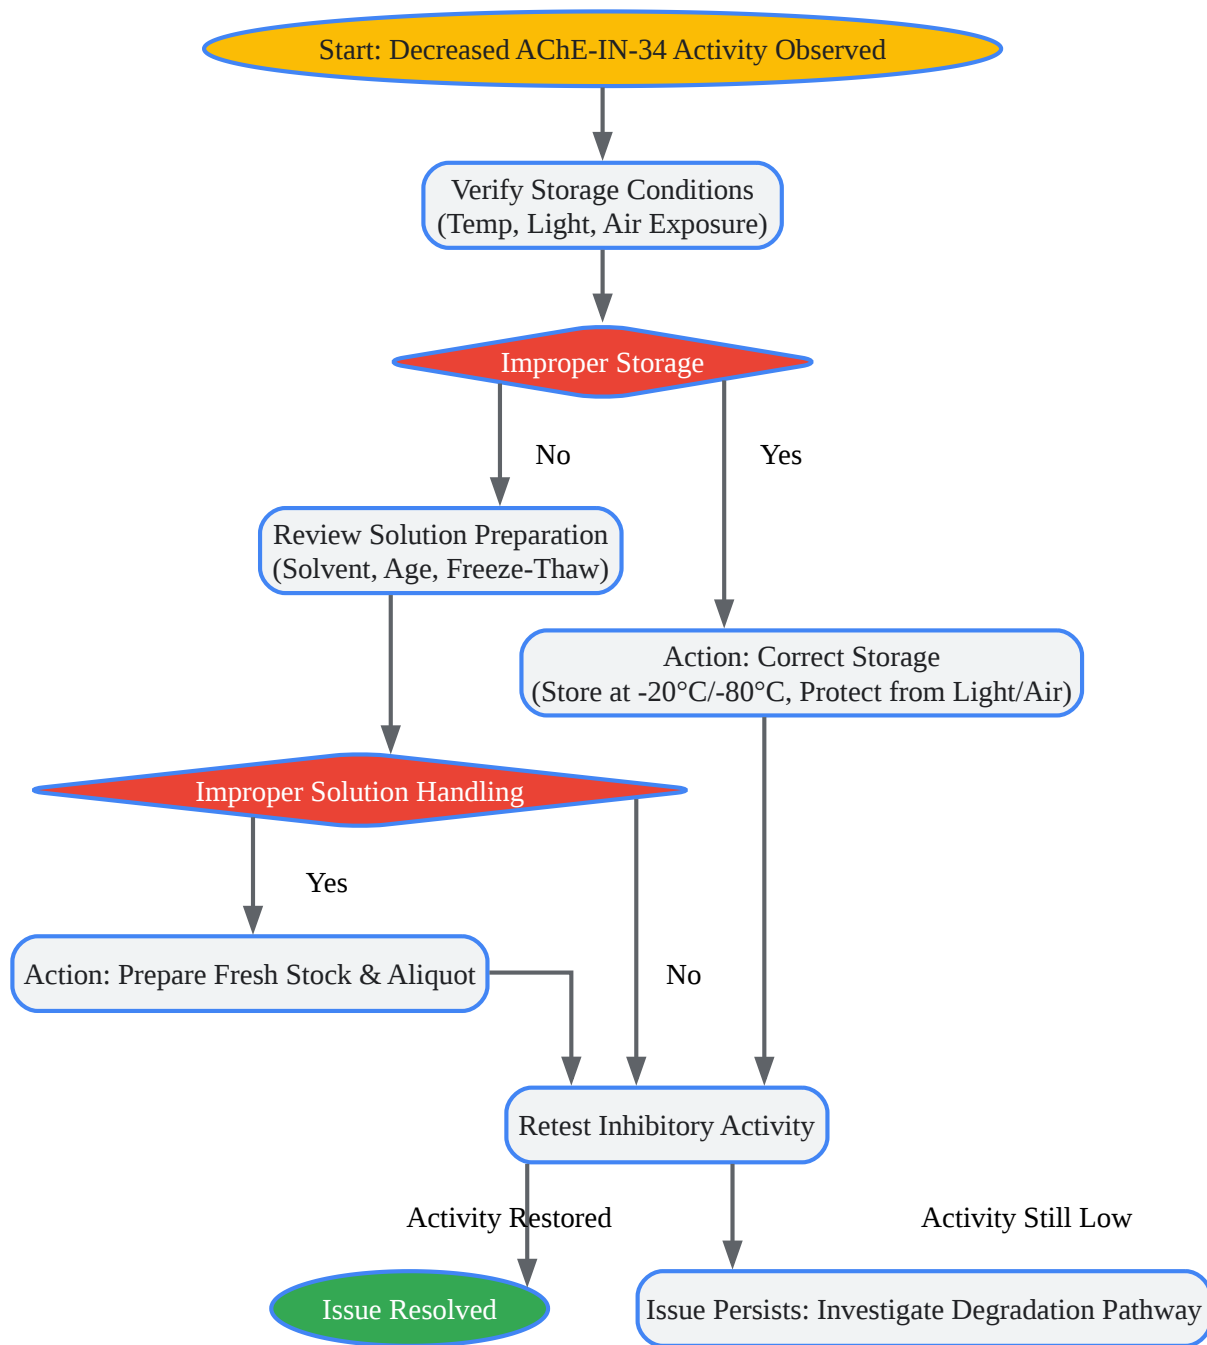 Start: Decreased AChE-IN-34 Activity Observed
Verify Storage Conditions
(Temp, Light, Air Exposure)
Improper Storage
No
Yes
Review Solution Preparation
(Solvent, Age, Freeze-Thaw)
Action: Correct Storage
(Store at -20°C/-80°C, Protect from Light/Air)
Improper Solution Handling
Yes
Action: Prepare Fresh Stock & Aliquot
No
Retest Inhibitory Activity
Activity Restored
Activity Still Low
Issue Resolved
Issue Persists: Investigate Degradation Pathway